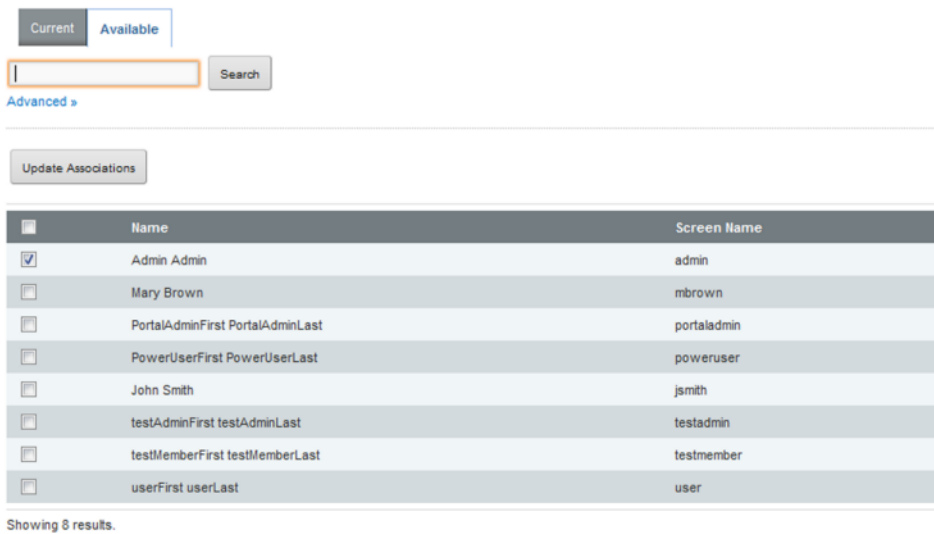 Current Available
Search
Advanced »
Update Associations
Name Screen Name
Admin Admin admin
Mary Brown mbrown
PortalAdminFirst PortalAdminLast portaladmin
PowerUserFirst PowerUserLast poweruser
John Smith jsmith
testAdminFirst testAdminLast testadmin
testMemberFirst testMemberLast testmember
userFirst userLast user
Showing 8 results.